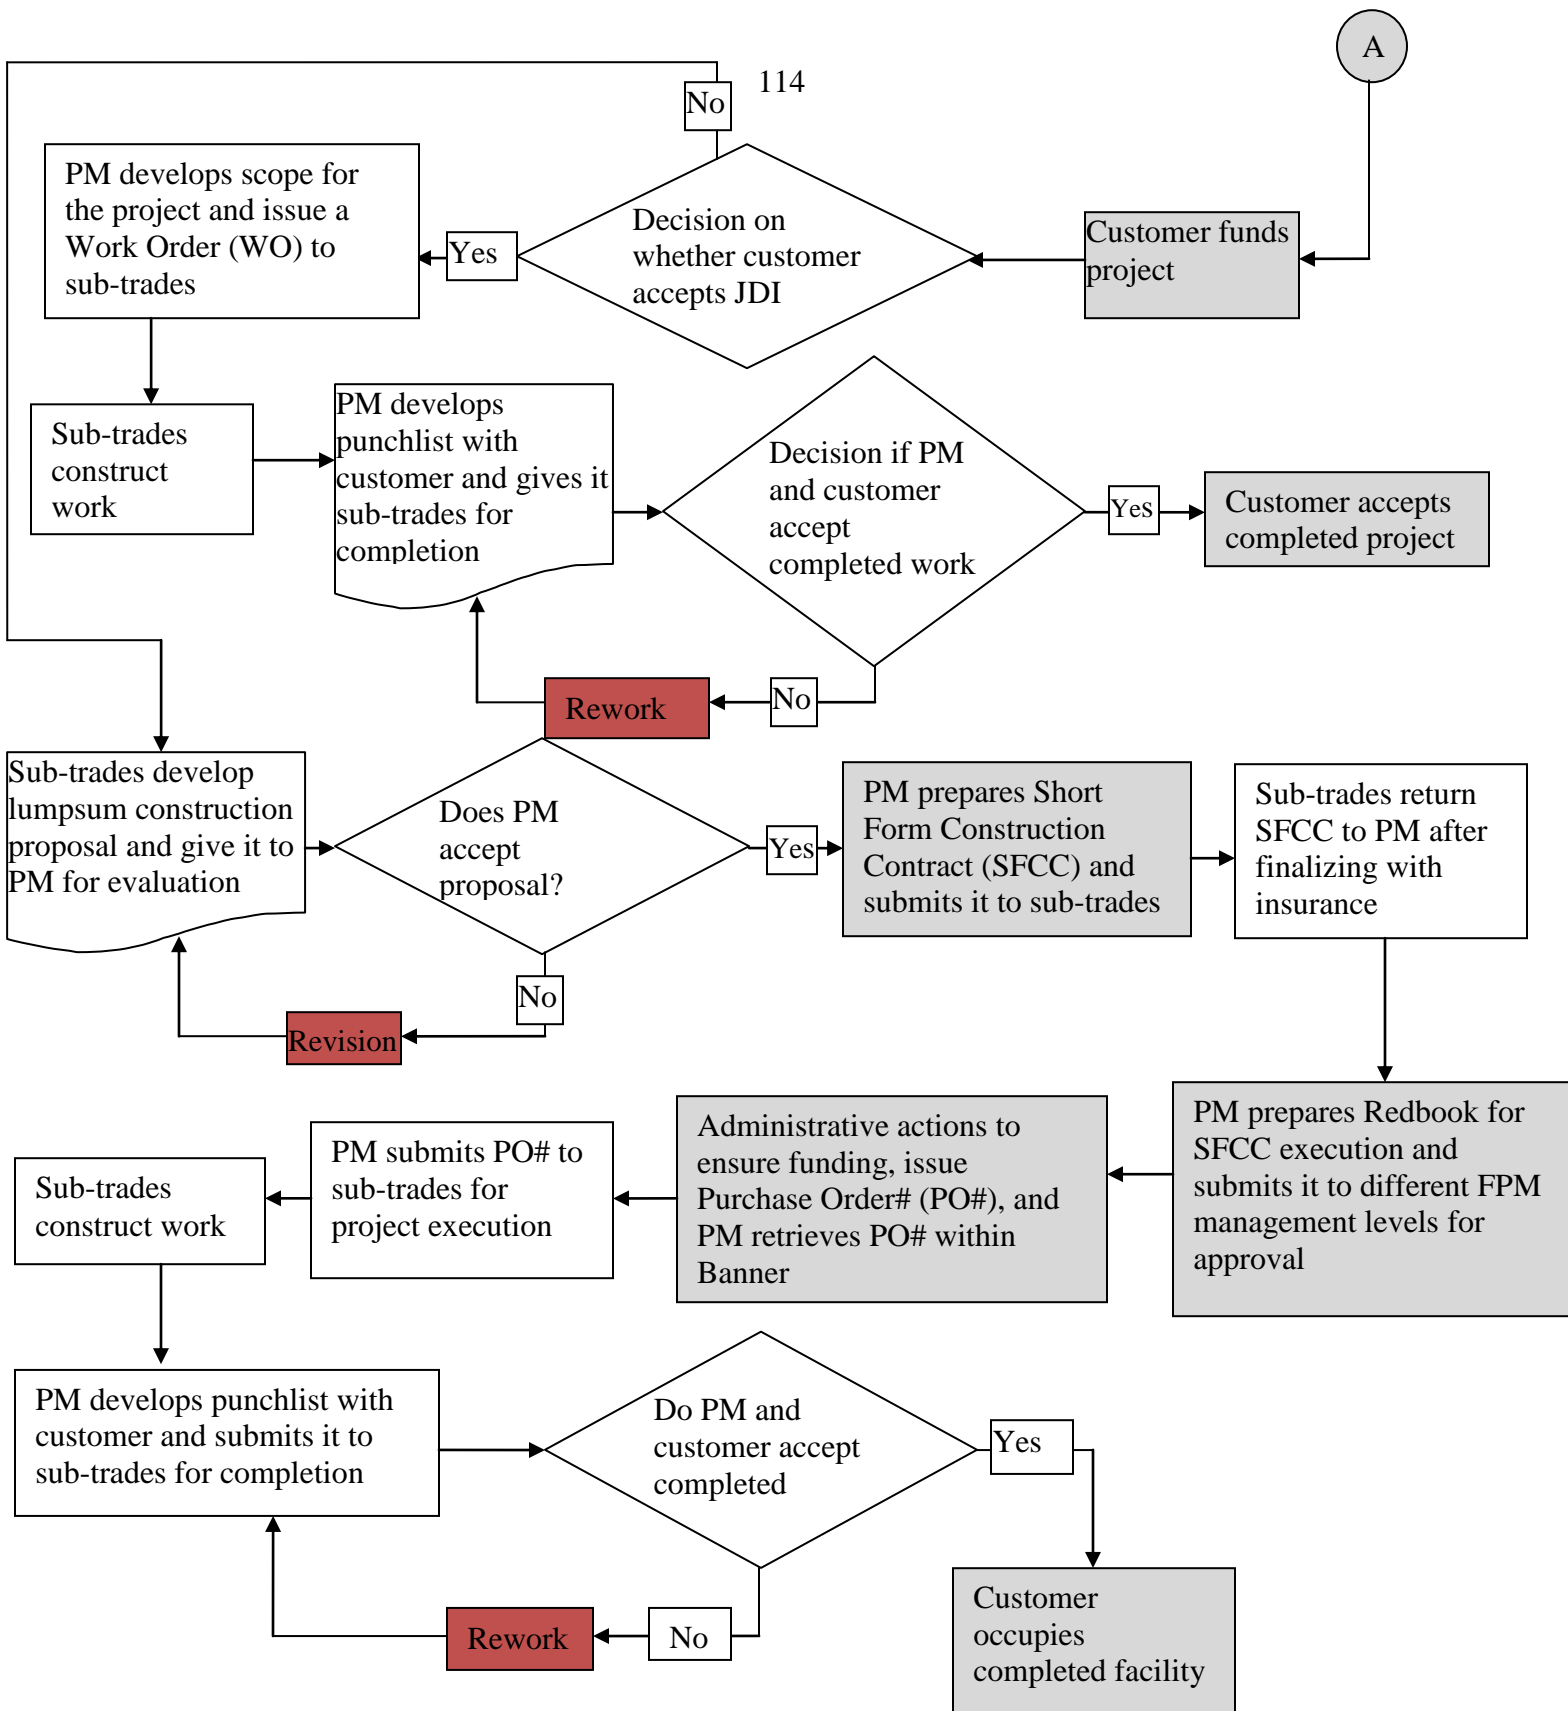 A
114
No
PM develops scope for
the project and issue a
Work Order (WO) to
sub-trades
Yes
Decision on
whether customer
accepts JDI
Customer funds
project
Sub-trades
construct
work
PM develops
punchlist with
customer and gives it
sub-trades for
completion
Decision if PM
and customer
accept
completed work
Yes
Customer accepts
completed project
Rework
No
Sub-trades develop
lumpsum construction
proposal and give it to
PM for evaluation
Does PM
accept
proposal?
Yes
PM prepares Short
Form Construction
Contract (SFCC) and
submits it to sub-trades
Sub-trades return
SFCC to PM after
finalizing with
insurance
No
Revision
Sub-trades
construct work
PM submits PO# to
sub-trades for
project execution
Administrative actions to
ensure funding, issue
Purchase Order# (PO#), and
PM retrieves PO# within
Banner
PM prepares Redbook for
SFCC execution and
submits it to different FPM
management levels for
approval
PM develops punchlist with
customer and submits it to
sub-trades for completion
Do PM and
customer accept
completed
Yes
Rework
No
Customer
occupies
completed facility